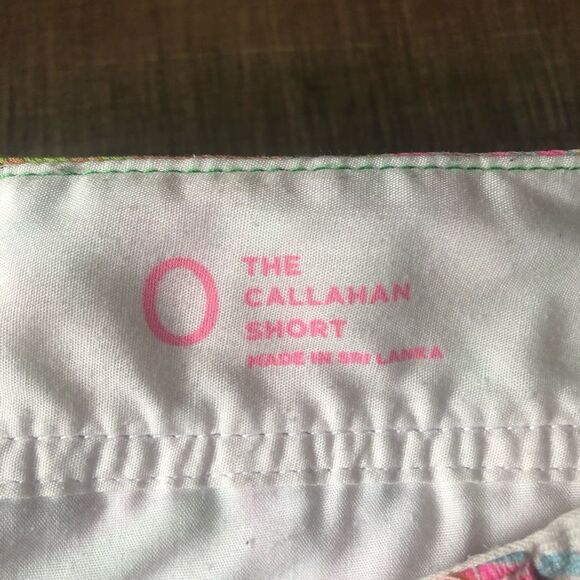 0
THE
CALLAHAN
SHORT
MADE IN SRI LANKA